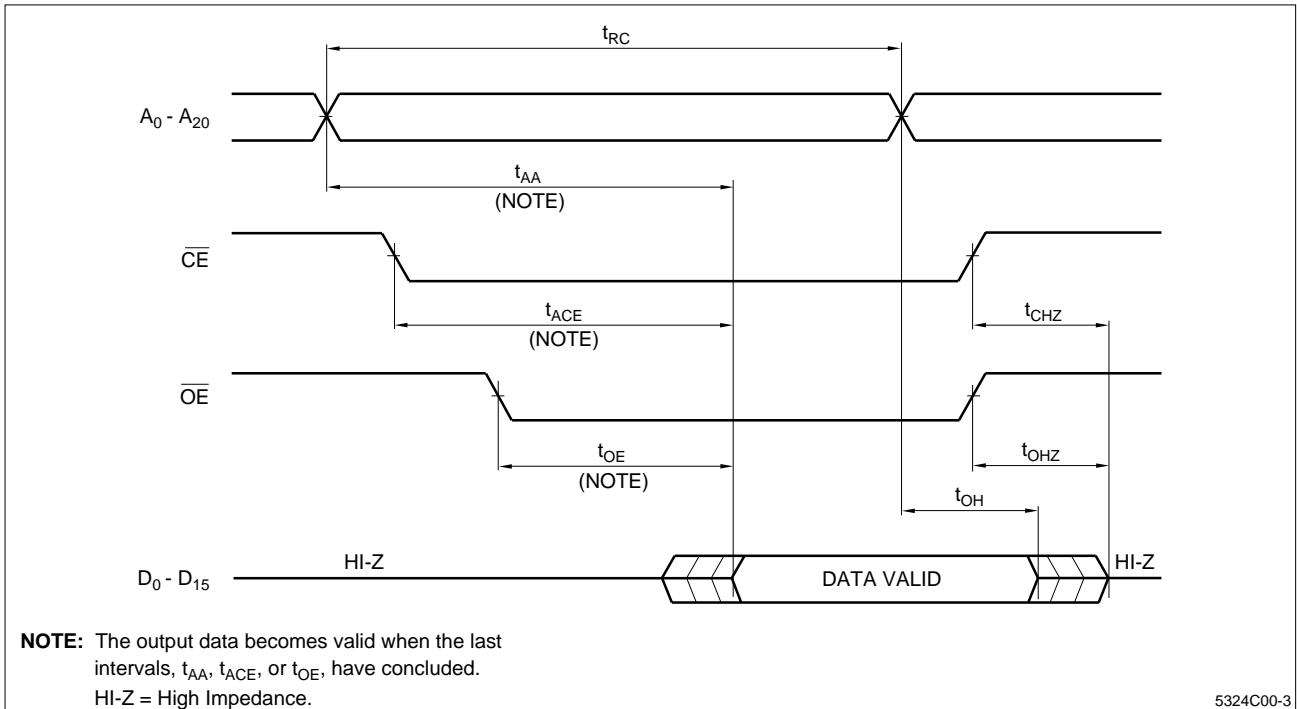 tRC
A0 - A20
tAA
(NOTE)
CE
tACE
(NOTE)
tCHZ
OE
tOE
(NOTE)
tOHZ
tOH
D0 - D15
HI-Z
DATA VALID
HI-Z
NOTE: The output data becomes valid when the last
intervals, tAA, tACE, or tOE, have concluded.
HI-Z = High Impedance.
5324C00-3